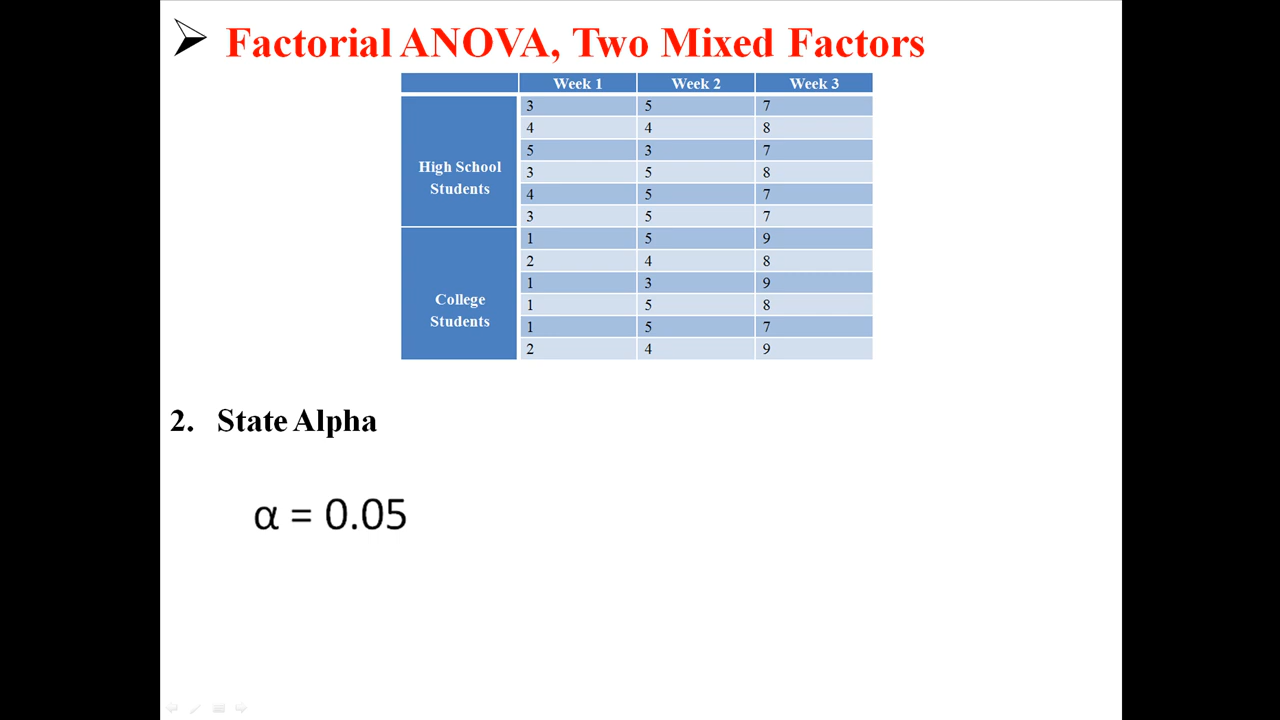 Factorial ANOVA, Two Mixed Factors
Week 1 Week 2 Week 3
High School Students
3 5 7
4 4 8
5 3 7
3 5 8
4 5 7
3 5 7
College Students
1 5 9
2 4 8
1 3 9
1 5 8
1 5 7
2 4 9
2. State Alpha
α = 0.05